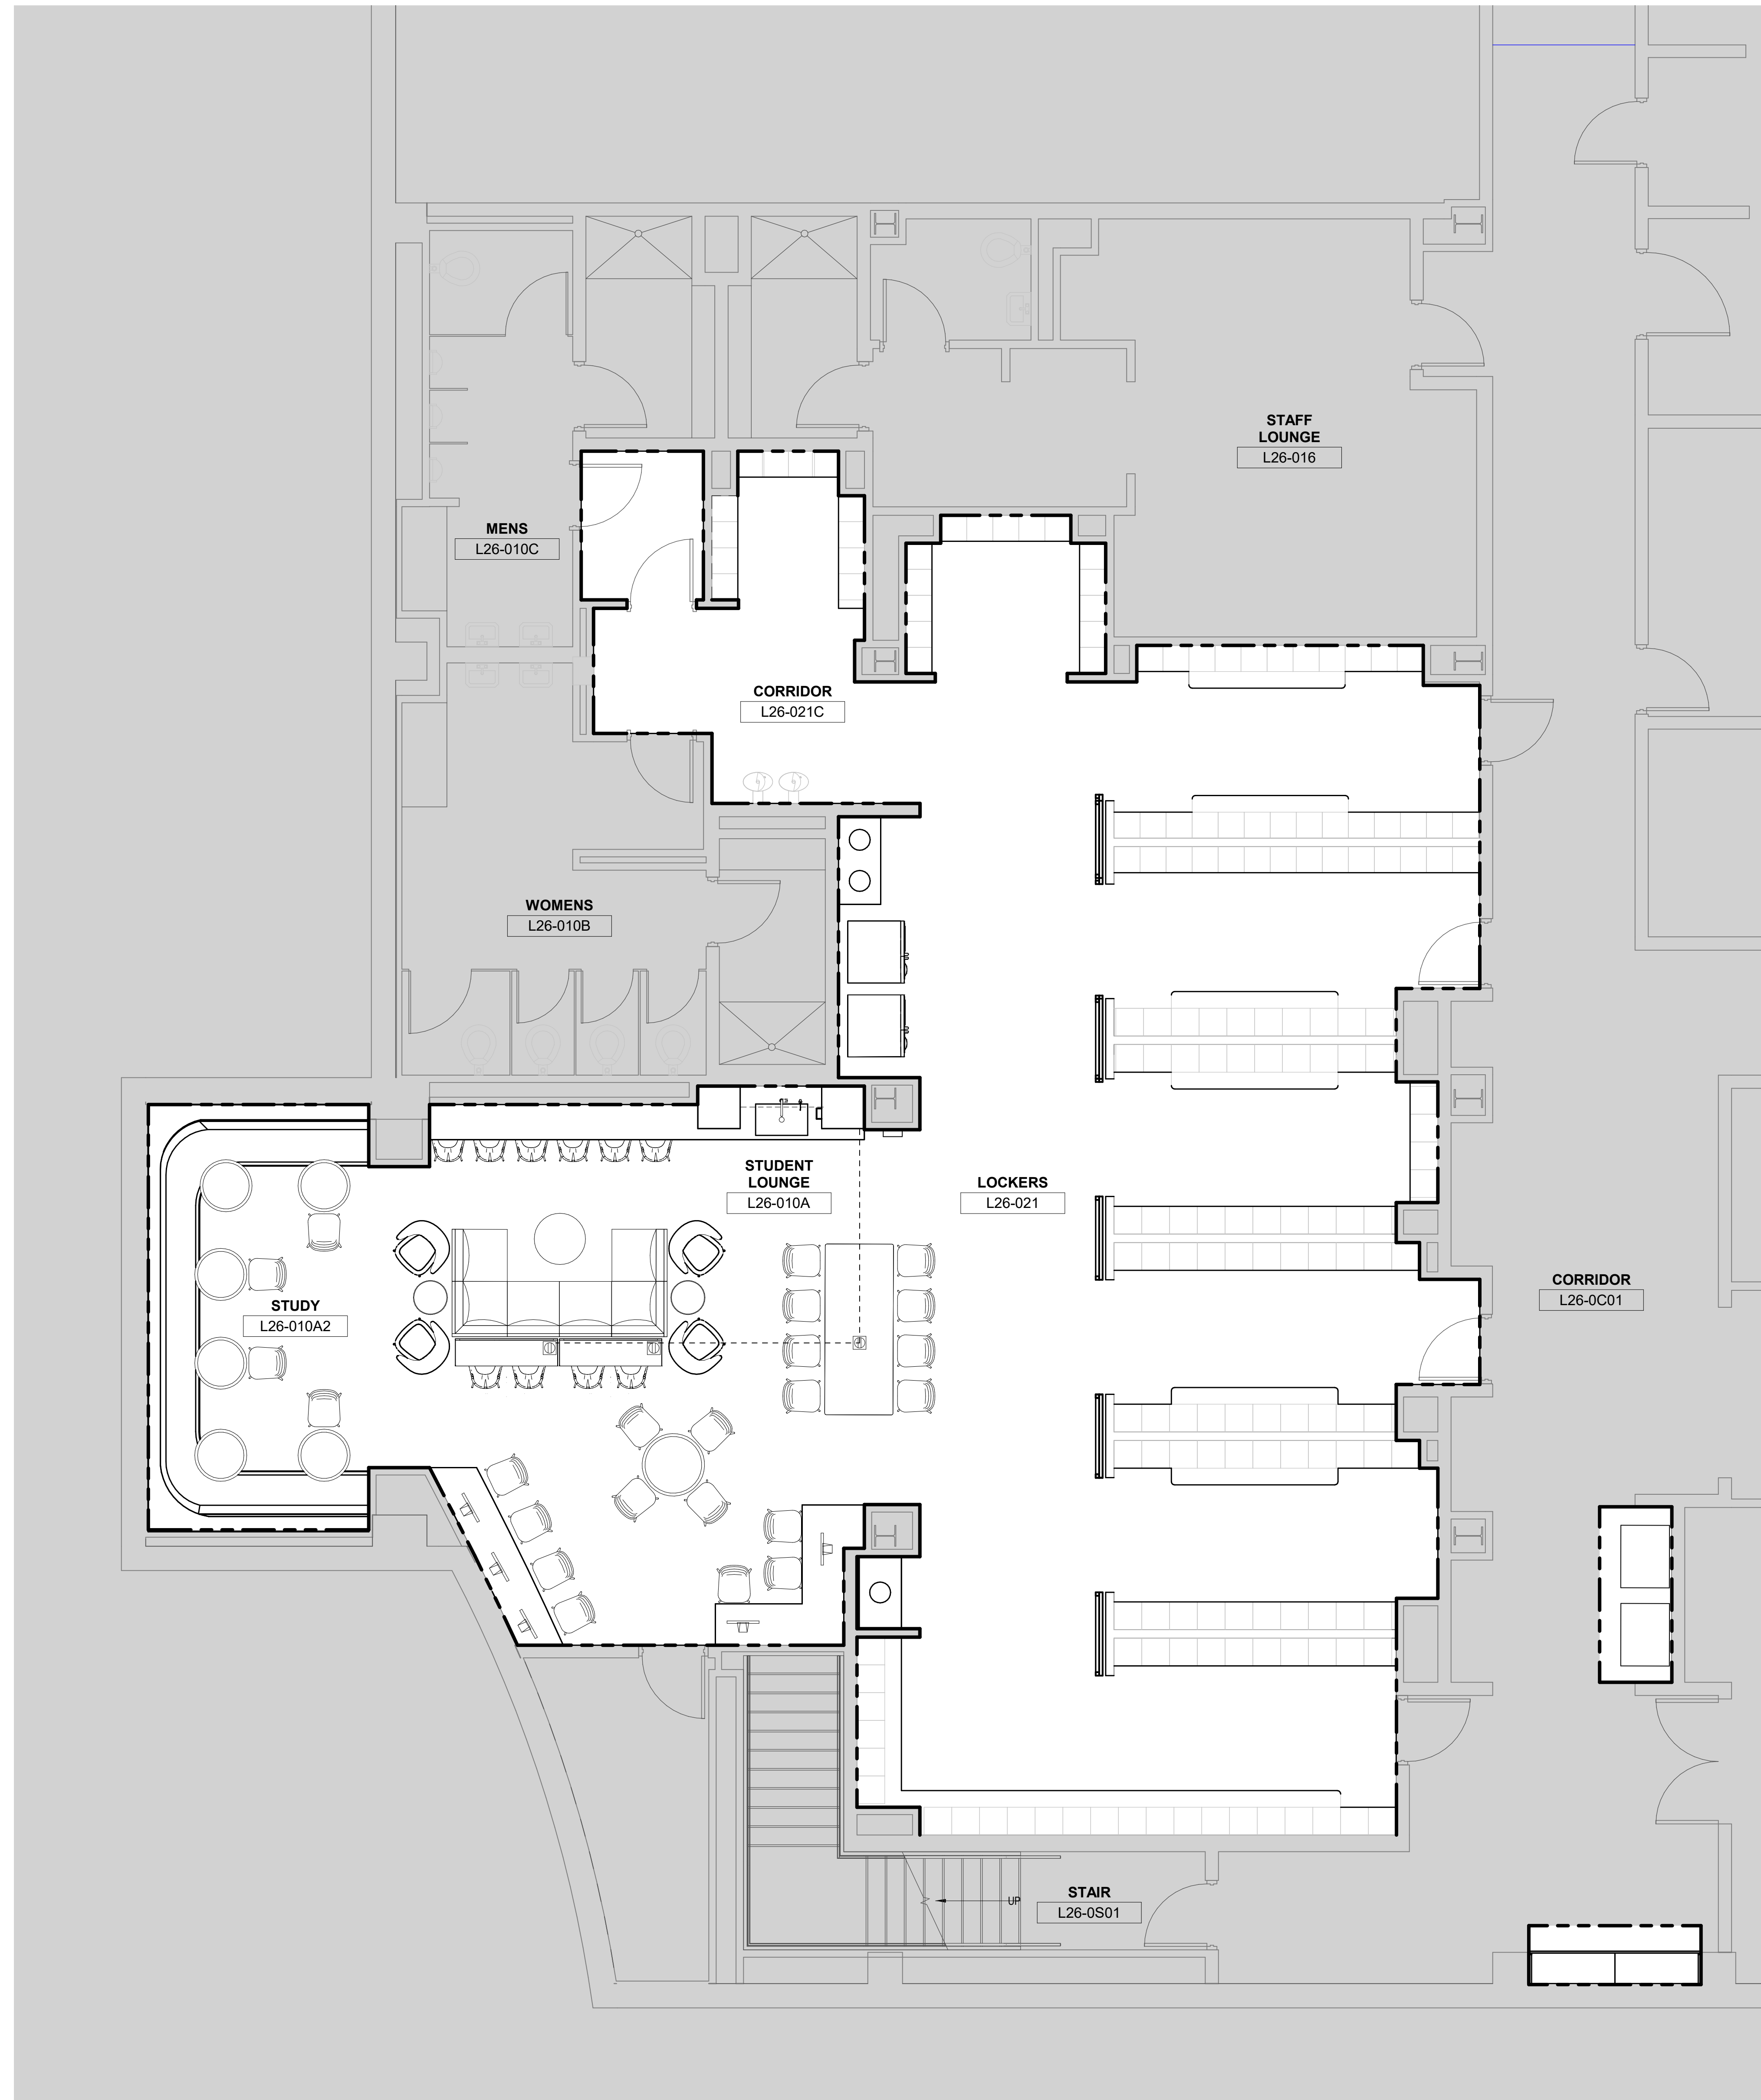 STAFF
LOUNGE
L26-016
MENS
L26-010C
CORRIDOR
L26-021C
WOMENS
L26-010B
STUDENT
LOUNGE
L26-010A
LOCKERS
L26-021
STUDY
L26-010A2
CORRIDOR
L26-0C01
STAIR
L26-0S01
UP